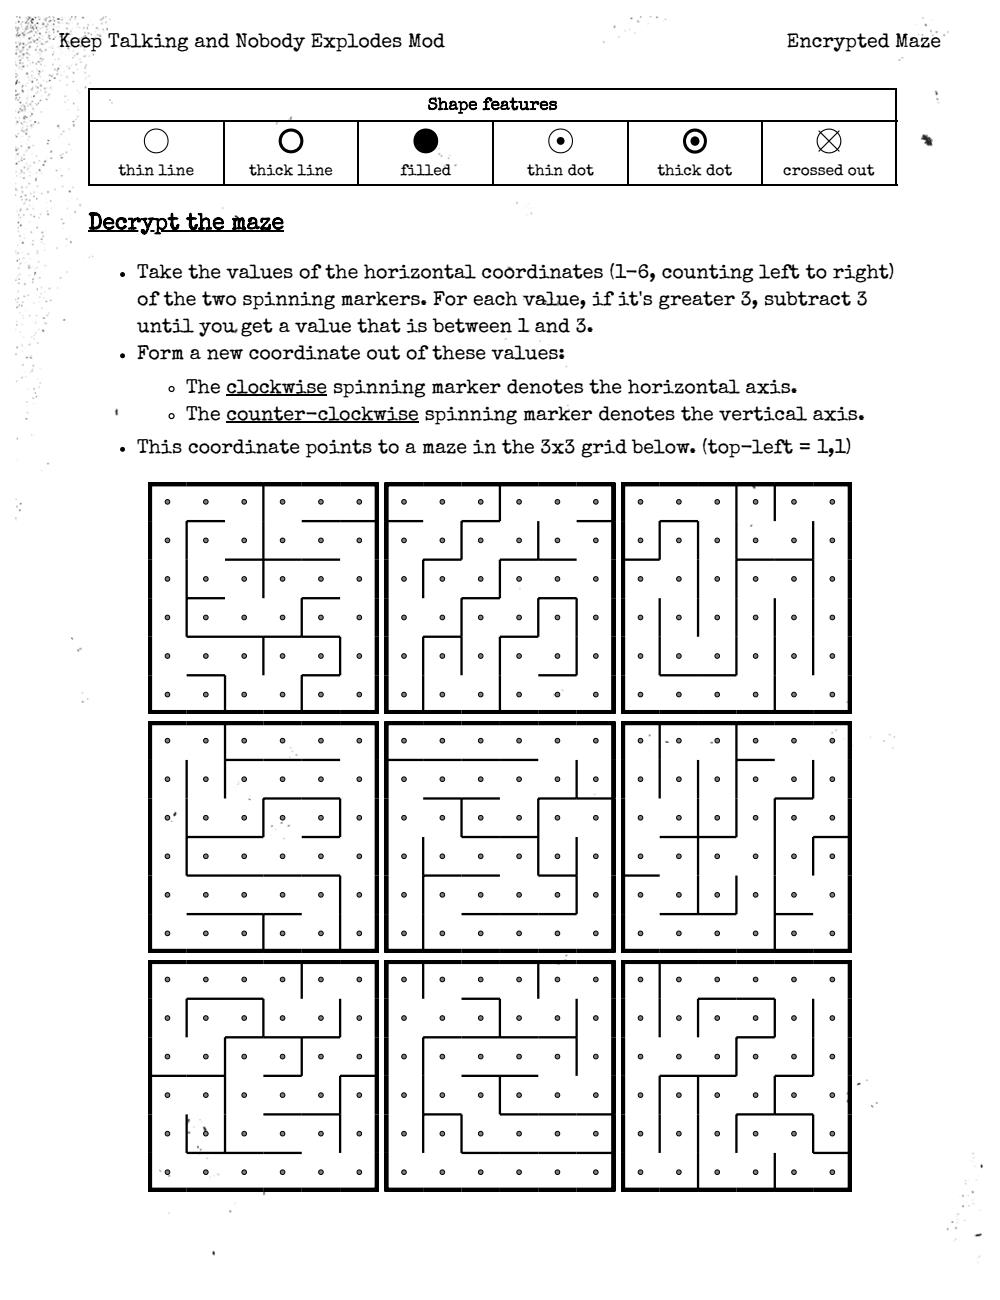 Keep Talking and Nobody Explodes Mod
Encrypted Maze
Shape features
thin line
thick line
filled
thin dot
thick dot
crossed out
Decrypt the maze
• Take the values of the horizontal coordinates (1-6, counting left to right)
of the two spinning markers. For each value, if it's greater 3, subtract 3
until you get a value that is between 1 and 3.
• Form a new coordinate out of these values:
◦ The clockwise spinning marker denotes the horizontal axis.
◦ The counter-clockwise spinning marker denotes the vertical axis.
• This coordinate points to a maze in the 3x3 grid below. (top-left = 1,1)